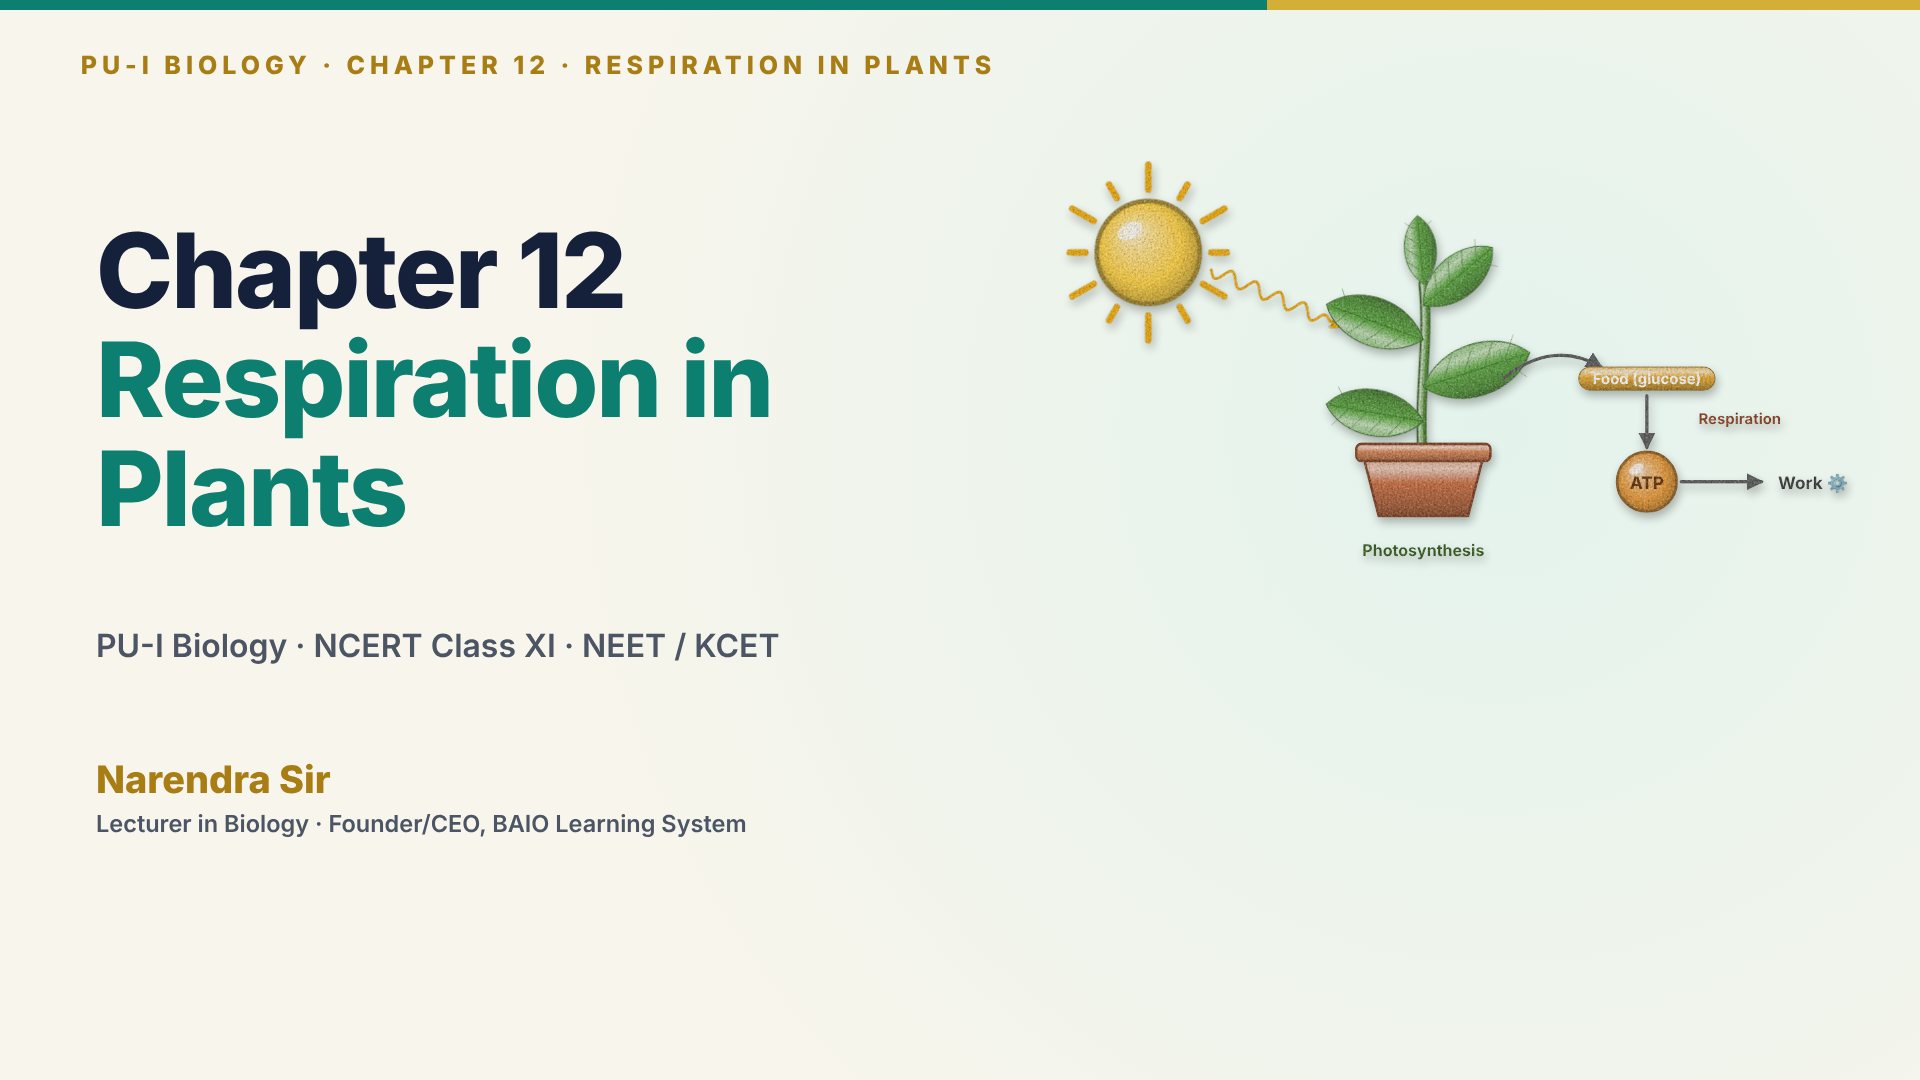 PU-I BIOLOGY · CHAPTER 12 · RESPIRATION IN PLANTS
Chapter 12
Respiration in
Plants
PU-I Biology · NCERT Class XI · NEET / KCET
Narendra Sir
Lecturer in Biology · Founder/CEO, BAIO Learning System
Food (glucose)
Respiration
ATP
Work ⚙️
Photosynthesis